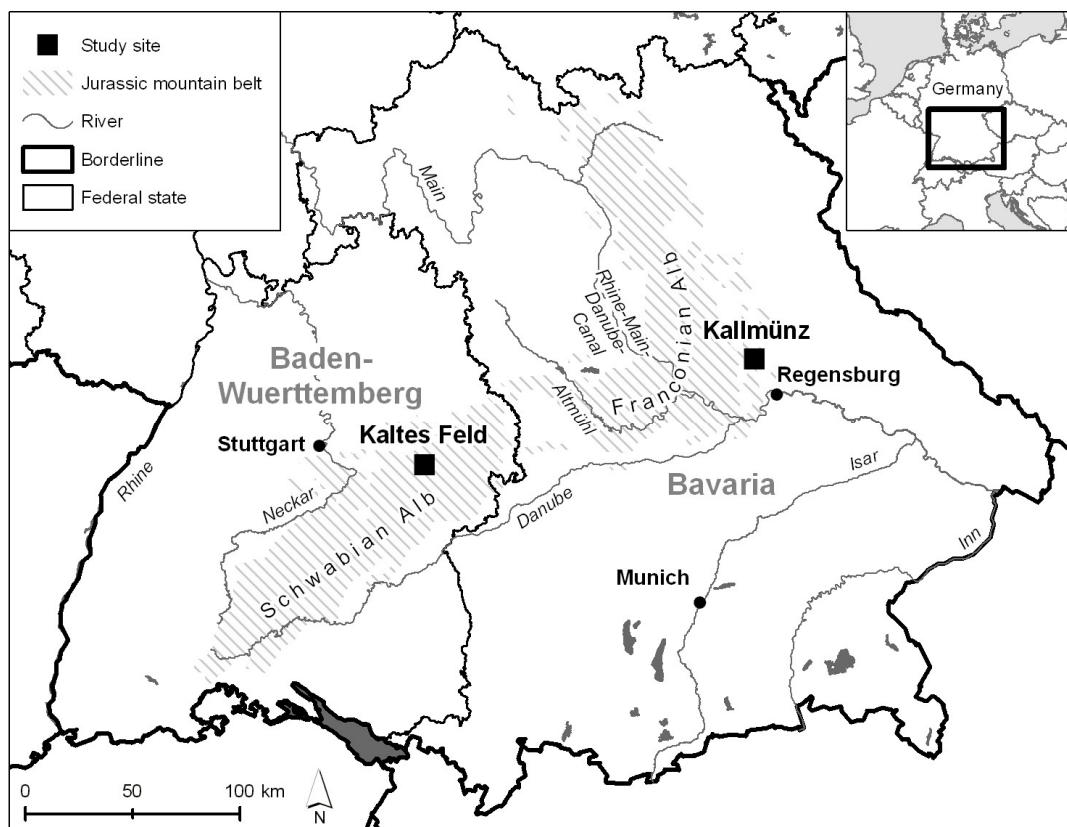 Study site
Jurassic mountain belt
River
Borderline
Federal state
Germany
Main
Rhine-Main-
Danube-
Canal
Franconian Alb
Kallmünz
Regensburg
Baden-
Wuerttemberg
Altmühl
Stuttgart
Kaltes Feld
Rhine
Neckar
Schwabian Alb
Danube
Bavaria
Isar
Inn
Munich
0 50 100 km
N